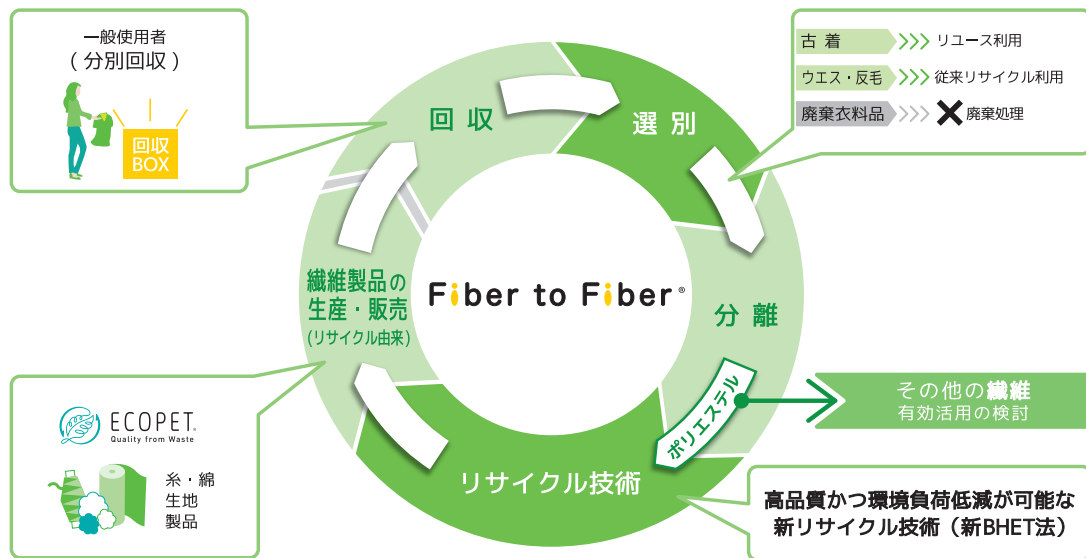 一般使用者
(分別回収)
回収
BOX
回収
選別
古着 >>> リユース利用
ウエス・反毛 >>> 従来リサイクル利用
廃棄衣料品 >>> ✕ 廃棄処理
繊維製品の
生産・販売
(リサイクル由来)
Fiber to Fiber®
分離
ポリエステル
その他の繊維
有効活用の検討
ECOPET®
Quality from Waste
糸・綿
生地
製品
リサイクル技術
高品質かつ環境負荷低減が可能な
新リサイクル技術（新BHET法）